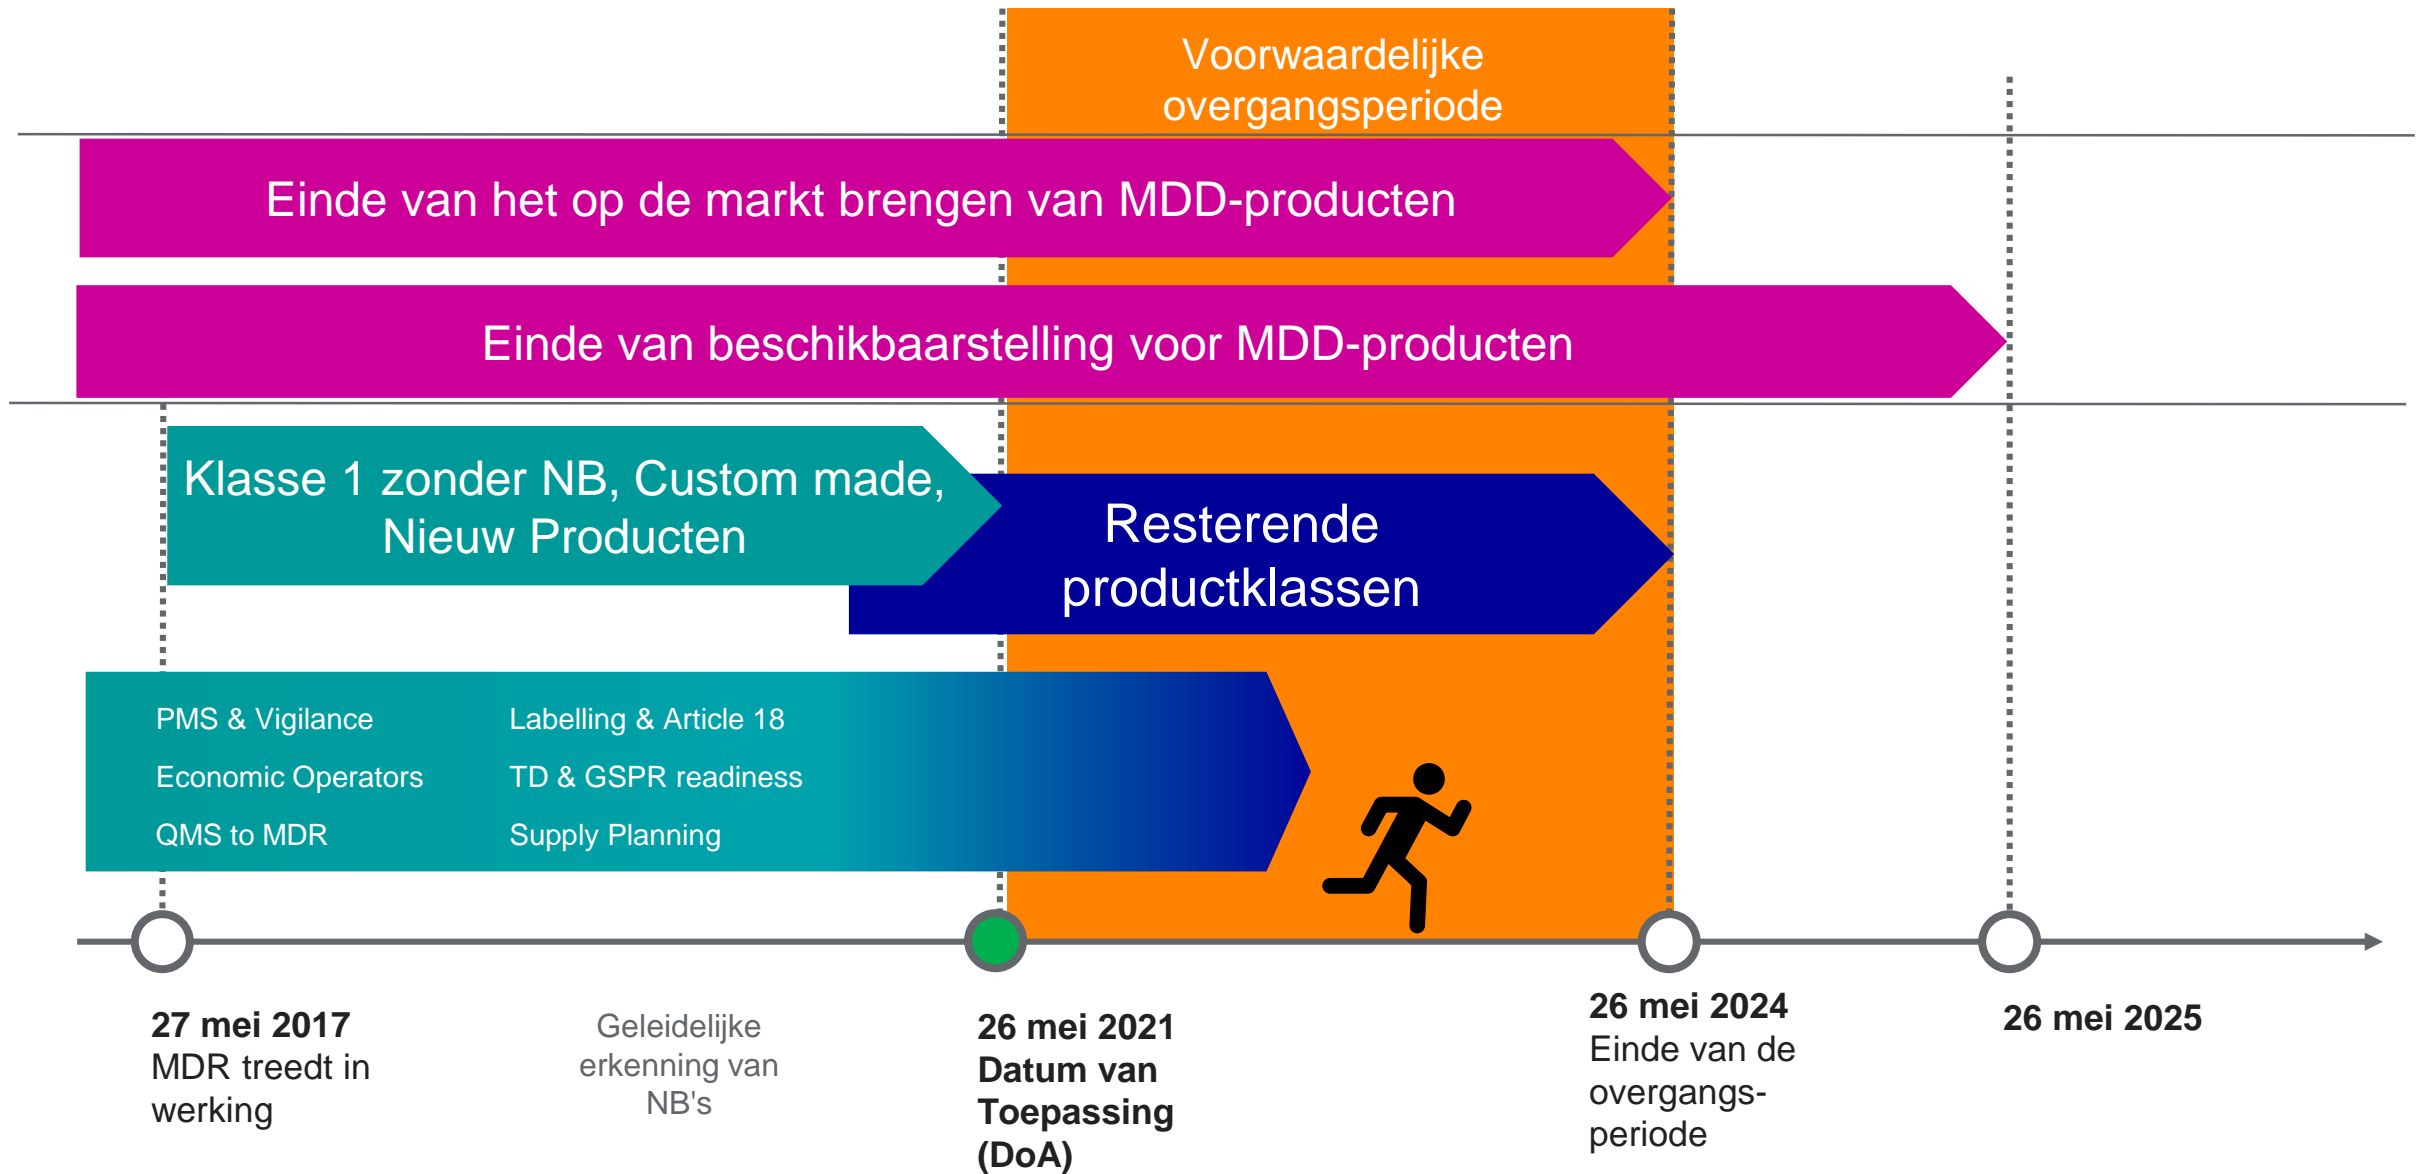 Voorwaardelijke
overgangsperiode
Einde van het op de markt brengen van MDD-producten
Einde van beschikbaarstelling voor MDD-producten
Klasse 1 zonder NB, Custom made,
Nieuw Producten
Resterende
productklassen
PMS & Vigilance
Economic Operators
QMS to MDR
Labelling & Article 18
TD & GSPR readiness
Supply Planning
27 mei 2017
MDR treedt in
werking
Geleidelijke
erkenning van
NB's
26 mei 2021
Datum van
Toepassing
(DoA)
26 mei 2024
Einde van de
overgangs-
periode
26 mei 2025